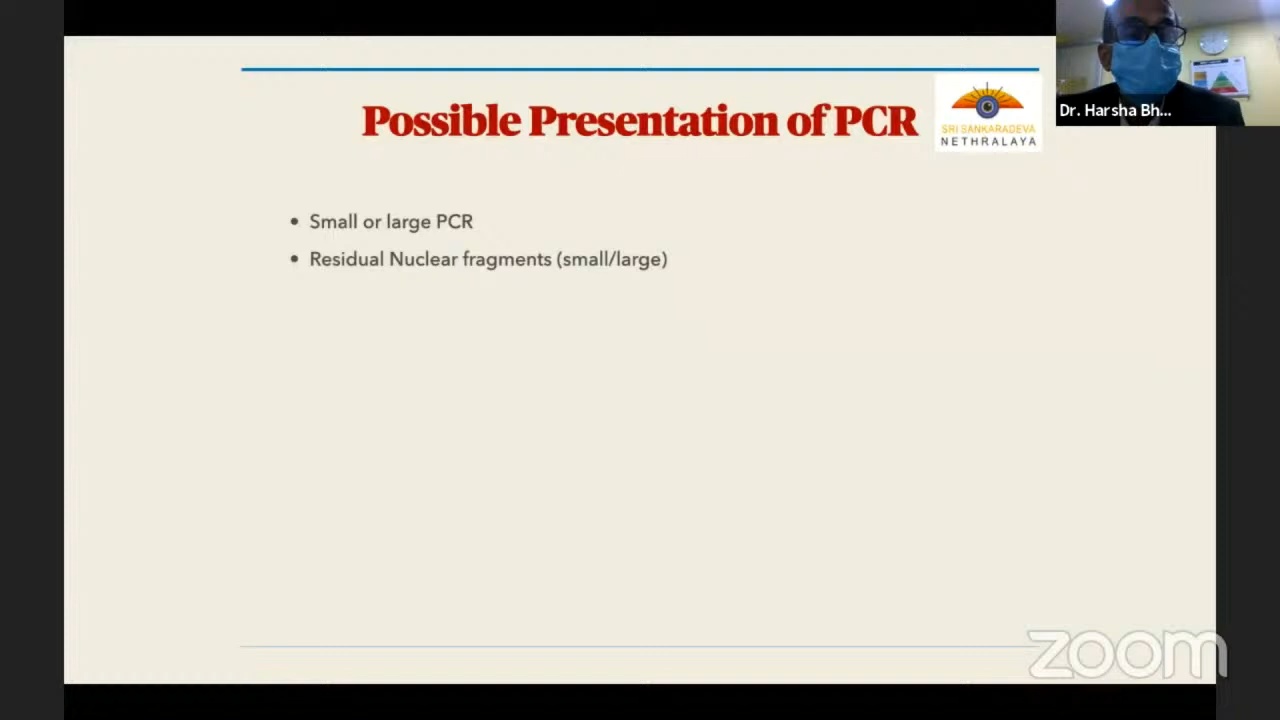 Possible Presentation of PCR
SRI SANKARADEVA
NETHRALAYA
Dr. Harsha Bh...
• Small or large PCR
• Residual Nuclear fragments (small/large)
zoom